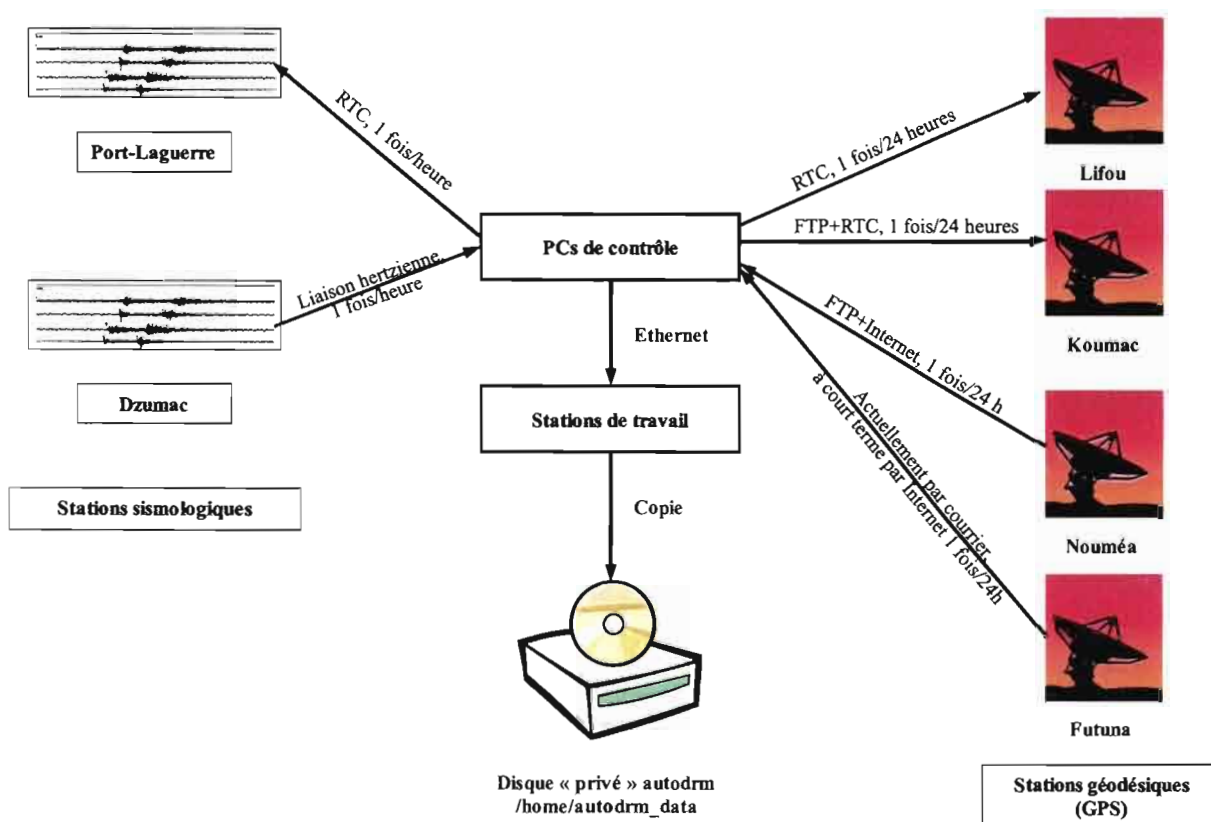 Port-Laguerre
RTC, 1 fois/heure
Dzumac
Liaison hertzienne,
1 fois/heure
Stations sismologiques
PCs de contrôle
Ethernet
Stations de travail
Copie
Disque « privé » autodrm
/home/autodrm_data
RTC, 1 fois/24 heures
Lifou
FTP+RTC, 1 fois/24 heures
Koumac
FTP+Internet, 1 fois/24 h
Nouméa
Actuellement par courrier,
à court terme par Internet 1 fois/24h
Futuna
Stations géodésiques
(GPS)